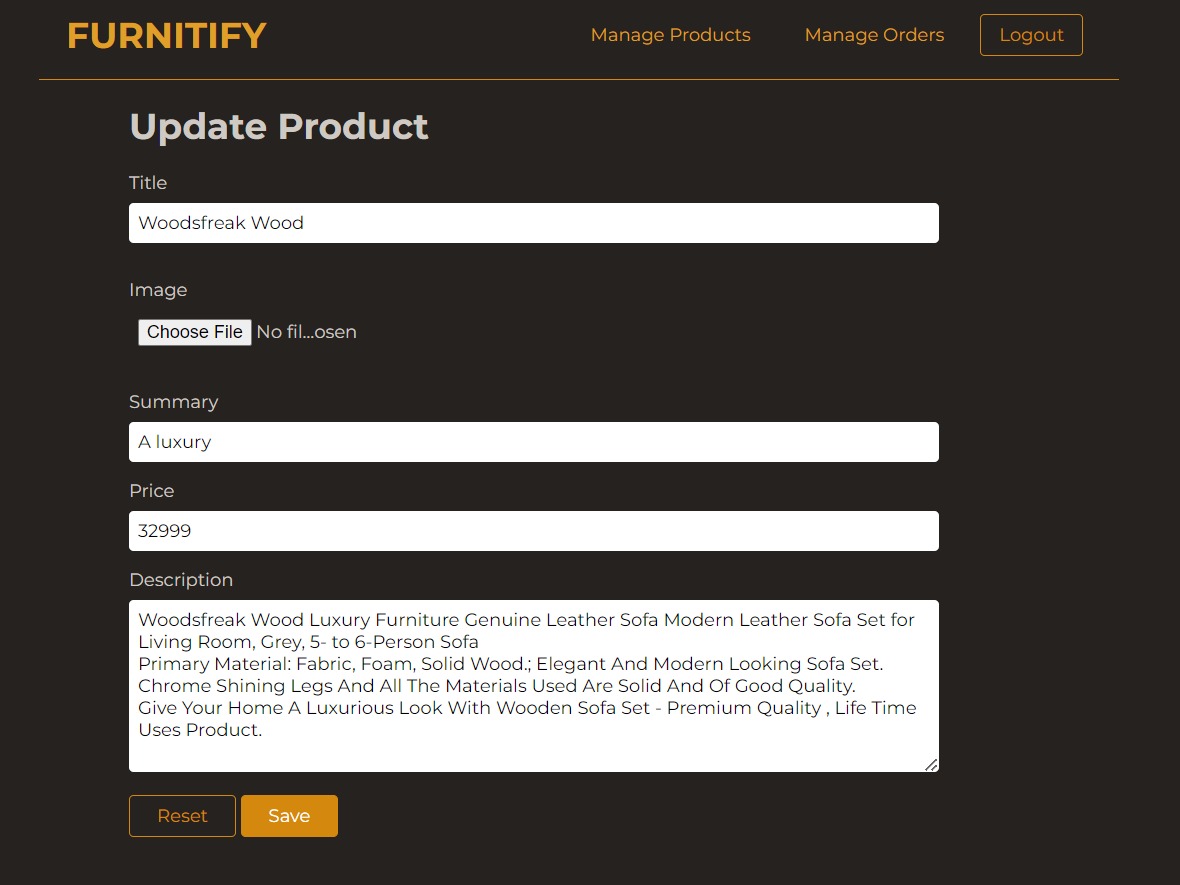 FURNITIFY
Manage Products
Manage Orders
Logout
Update Product
Title
Woodsfreak Wood
Image
Choose File No fil...osen
Summary
A luxury
Price
32999
Description
Woodsfreak Wood Luxury Furniture Genuine Leather Sofa Modern Leather Sofa Set for
Living Room, Grey, 5- to 6-Person Sofa
Primary Material: Fabric, Foam, Solid Wood.; Elegant And Modern Looking Sofa Set.
Chrome Shining Legs And All The Materials Used Are Solid And Of Good Quality.
Give Your Home A Luxurious Look With Wooden Sofa Set - Premium Quality , Life Time
Uses Product.
Reset
Save